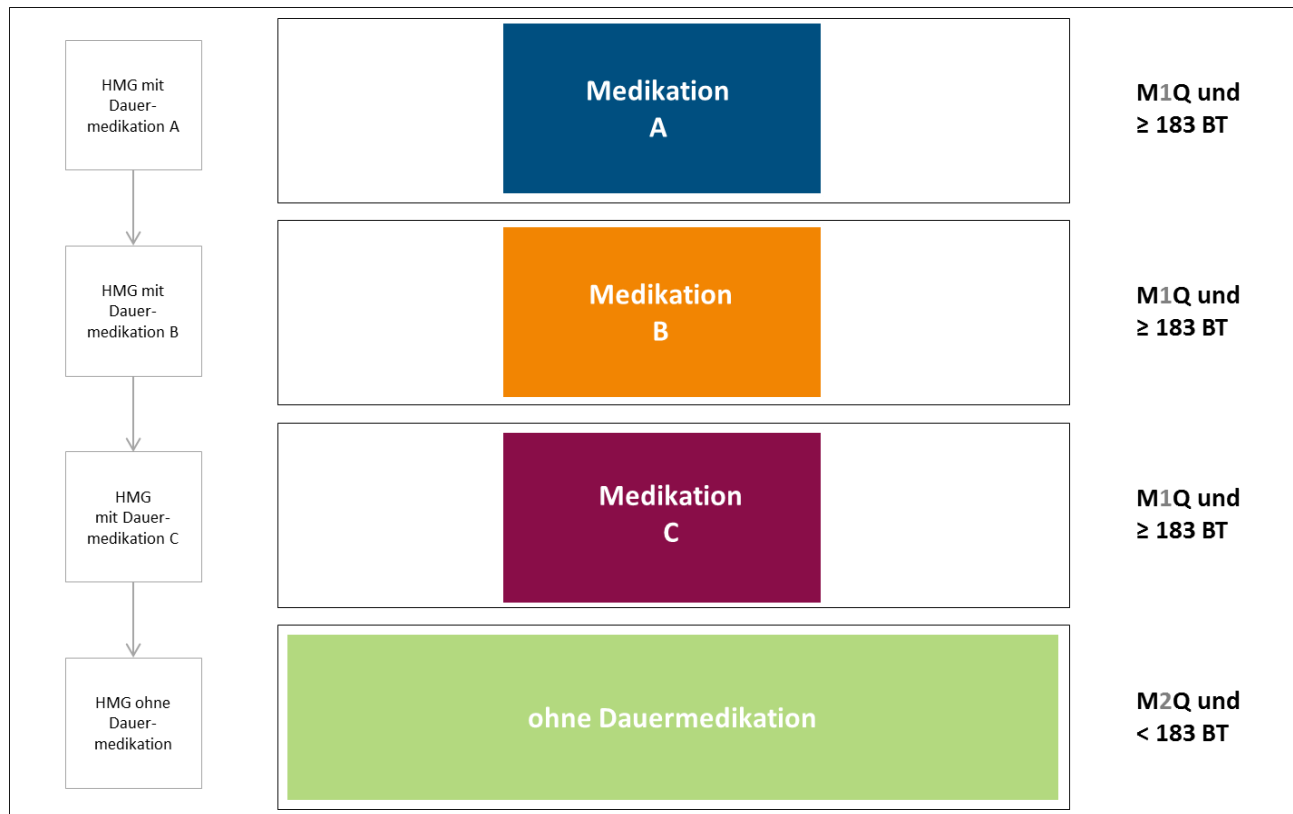 HMG mit
Dauer-
medikation A
Medikation
A
M1Q und
≥ 183 BT
HMG mit
Dauer-
medikation B
Medikation
B
M1Q und
≥ 183 BT
HMG
mit Dauer-
medikation C
Medikation
C
M1Q und
≥ 183 BT
HMG ohne
Dauer-
medikation
ohne Dauermedikation
M2Q und
< 183 BT